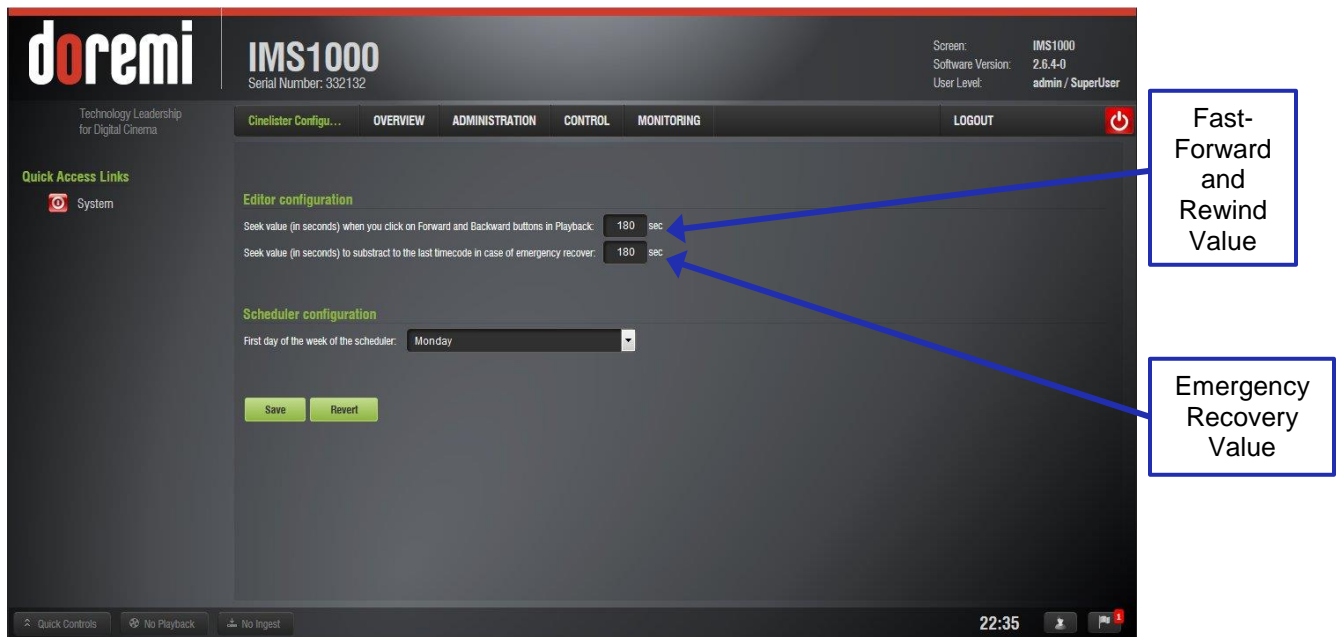 doremi
IMS1000
Serial Number: 332132
Screen: IMS1000
Software Version: 2.6.4-0
User Level: admin / SuperUser
Technology Leadership
for Digital Cinema
Cinelister Configu... OVERVIEW ADMINISTRATION CONTROL MONITORING LOGOUT
Quick Access Links
System
Editor configuration
Seek value (in seconds) when you click on Forward and Backward buttons in Playback: 180 sec
Seek value (in seconds) to substract to the last timecode in case of emergency recover: 180 sec
Scheduler configuration
First day of the week of the scheduler: Monday
Save Revert
Quick Controls No Playback No Ingest 22:35 1
Fast-
Forward
and
Rewind
Value
Emergency
Recovery
Value